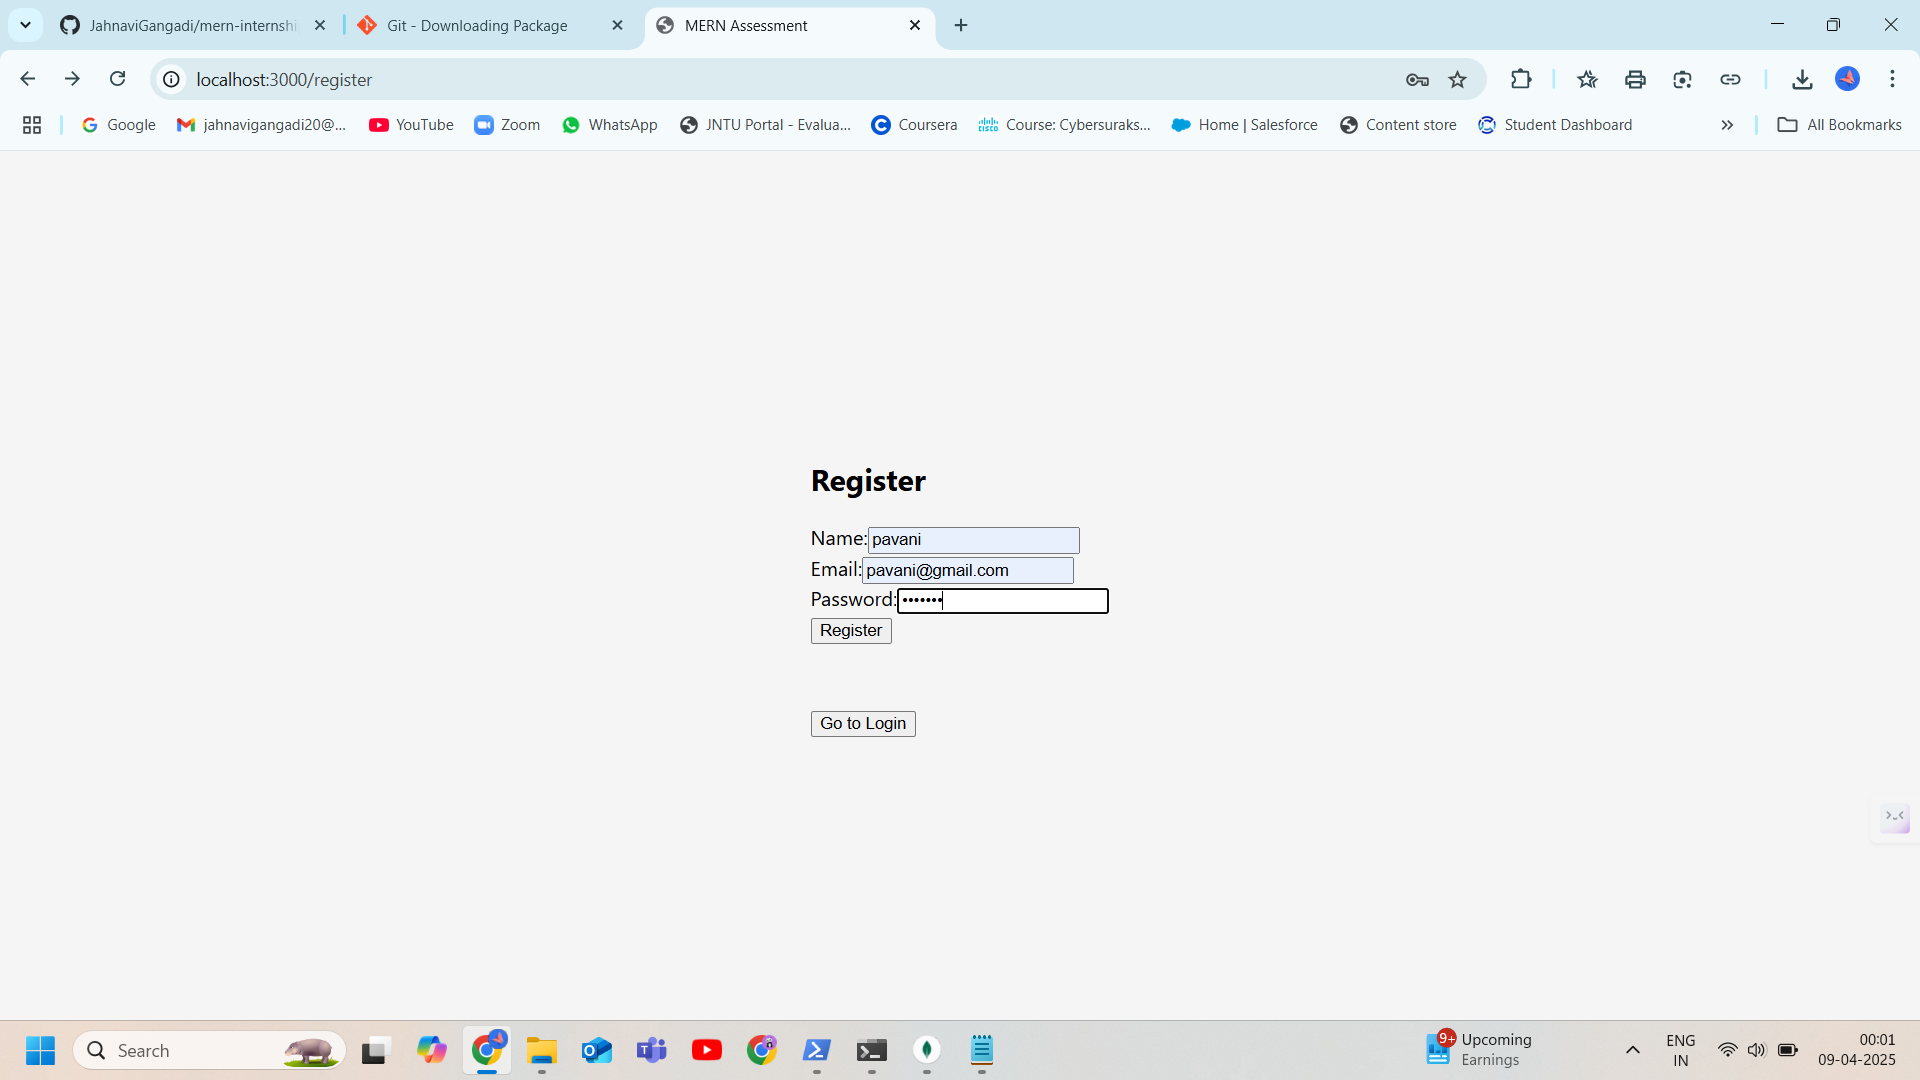 JahnaviGangadi/mern-internshi
Git - Downloading Package
MERN Assessment
localhost:3000/register
Google
jahnavigangadi20@...
YouTube
Zoom
WhatsApp
JNTU Portal - Evalua...
Coursera
Course: Cybersuraks...
Home | Salesforce
Content store
Student Dashboard
All Bookmarks
Register
Name:pavani
Email:pavani@gmail.com
Password:•••••••
Register
Go to Login
Search
9+
Upcoming
Earnings
ENG
IN
00:01
09-04-2025